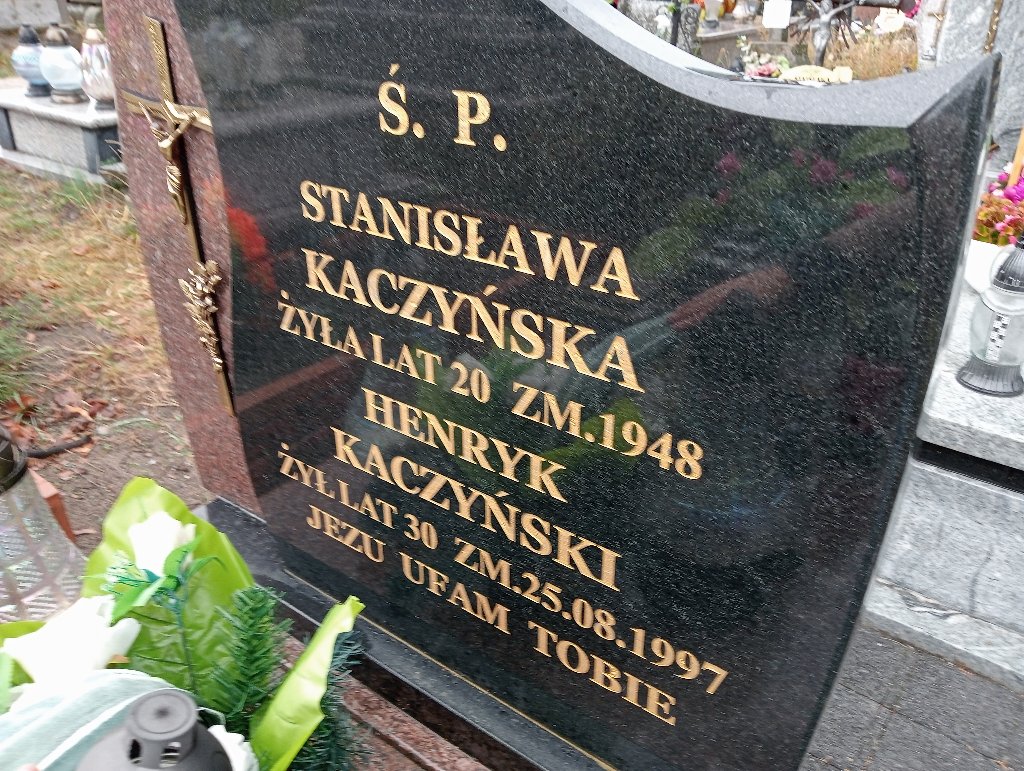 Ś. P.
STANISŁAWA
KACZYŃSKA
ŻYŁA LAT 20 ZM.1948
HENRYK
KACZYŃSKI
ŻYŁ LAT 30 ZM.25.08.1997
JEZU UFAM TOBIE